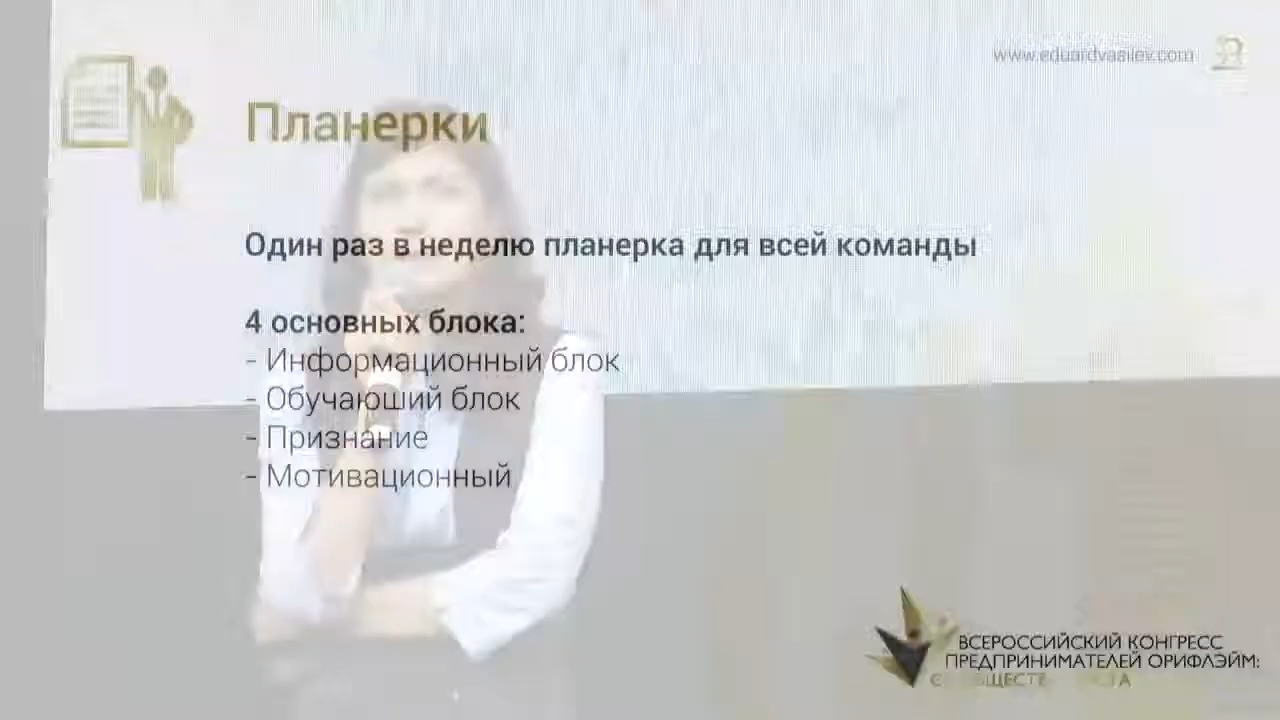 www.eduardvasilev.com
Планерки
Один раз в неделю планерка для всей команды
4 основных блока:
- Информационный блок
- Обучаюший блок
- Признание
- Мотивационный
ВСЕРОССИЙСКИЙ КОНГРЕСС
ПРЕДПРИНИМАТЕЛЕЙ ОРИФЛЭЙМ: